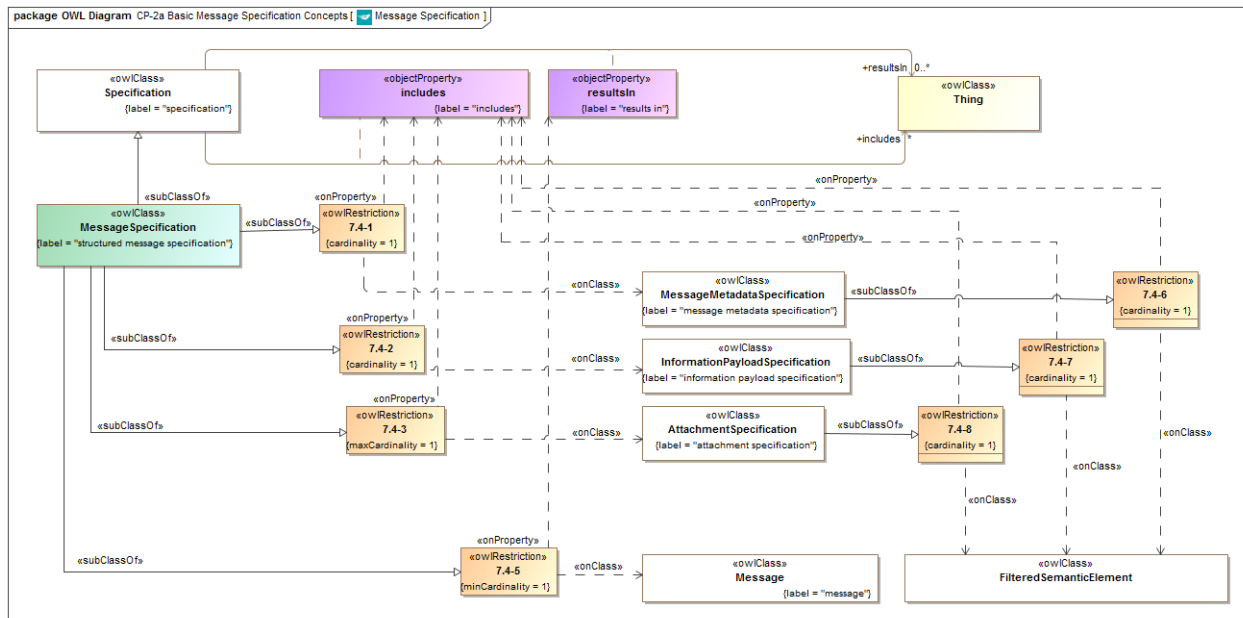 package OWL Diagram CP-2a Basic Message Specification Concepts [ Message Specification ]
«owlClass»
Specification
{label = "specification"}
«objectProperty»
includes
{label = "includes"}
«objectProperty»
resultsIn
{label = "results in"}
+resultsIn 0..*
«owlClass»
Thing
+includes *
«subClassOf»
«owlClass»
MessageSpecification
{label = "structured message specification"}
«subClassOf»
«onProperty»
«owlRestriction»
7.4-1
{cardinality = 1}
«onProperty»
«onProperty»
«onProperty»
«onClass»
«owlClass»
MessageMetadataSpecification
{label = "message metadata specification"}
«subClassOf»
«owlRestriction»
7.4-6
{cardinality = 1}
«subClassOf»
«onProperty»
«owlRestriction»
7.4-2
{cardinality = 1}
«onClass»
«owlClass»
InformationPayloadSpecification
{label = "information payload specification"}
«subClassOf»
«owlRestriction»
7.4-7
{cardinality = 1}
«subClassOf»
«onProperty»
«owlRestriction»
7.4-3
{maxCardinality = 1}
«onClass»
«owlClass»
AttachmentSpecification
{label = "attachment specification"}
«subClassOf»
«owlRestriction»
7.4-8
{cardinality = 1}
«onClass»
«onClass»
«onClass»
«subClassOf»
«onProperty»
«owlRestriction»
7.4-5
{minCardinality = 1}
«onClass»
«owlClass»
Message
{label = "message"}
«owlClass»
FilteredSemanticElement